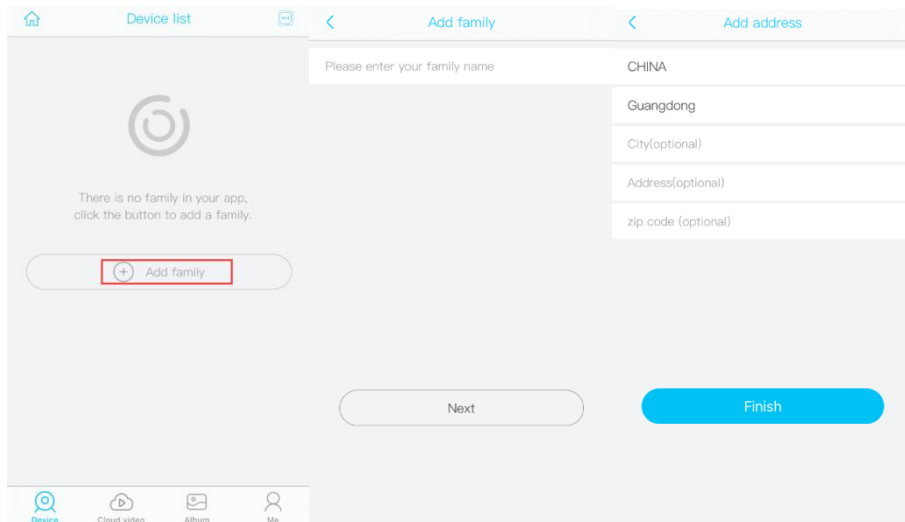 Device list
There is no family in your app,
click the button to add a family.
Add family
Device
Cloud video
Album
Me
Add family
Please enter your family name
Next
Add address
CHINA
Guangdong
City(optional)
Address(optional)
zip code (optional)
Finish